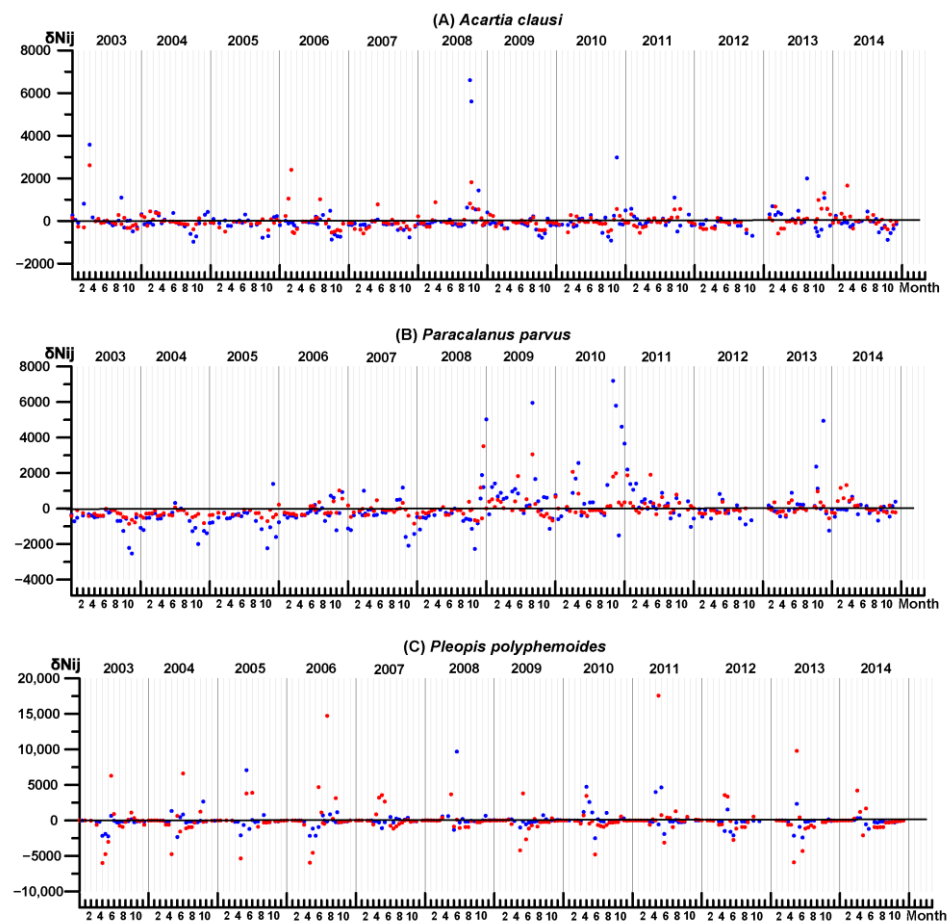 (A) Acartia clausi
δNij 2003 2004 2005 2006 2007 2008 2009 2010 2011 2012 2013 2014
8000
6000
4000
2000
0
−2000
2 4 6 8 10 2 4 6 8 10 2 4 6 8 10 2 4 6 8 10 2 4 6 8 10 2 4 6 8 10 2 4 6 8 10 2 4 6 8 10 2 4 6 8 10 2 4 6 8 10 2 4 6 8 10 2 4 6 8 10 Month
(B) Paracalanus parvus
δNij 2003 2004 2005 2006 2007 2008 2009 2010 2011 2012 2013 2014
8000
6000
4000
2000
0
−2000
−4000
2 4 6 8 10 2 4 6 8 10 2 4 6 8 10 2 4 6 8 10 2 4 6 8 10 2 4 6 8 10 2 4 6 8 10 2 4 6 8 10 2 4 6 8 10 2 4 6 8 10 2 4 6 8 10 2 4 6 8 10 Month
(C) Pleopis polyphemoides
δNij 2003 2004 2005 2006 2007 2008 2009 2010 2011 2012 2013 2014
20,000
15,000
10,000
5000
0
−5000
−10,000
2 4 6 8 10 2 4 6 8 10 2 4 6 8 10 2 4 6 8 10 2 4 6 8 10 2 4 6 8 10 2 4 6 8 10 2 4 6 8 10 2 4 6 8 10 2 4 6 8 10 2 4 6 8 10 2 4 6 8 10 Month